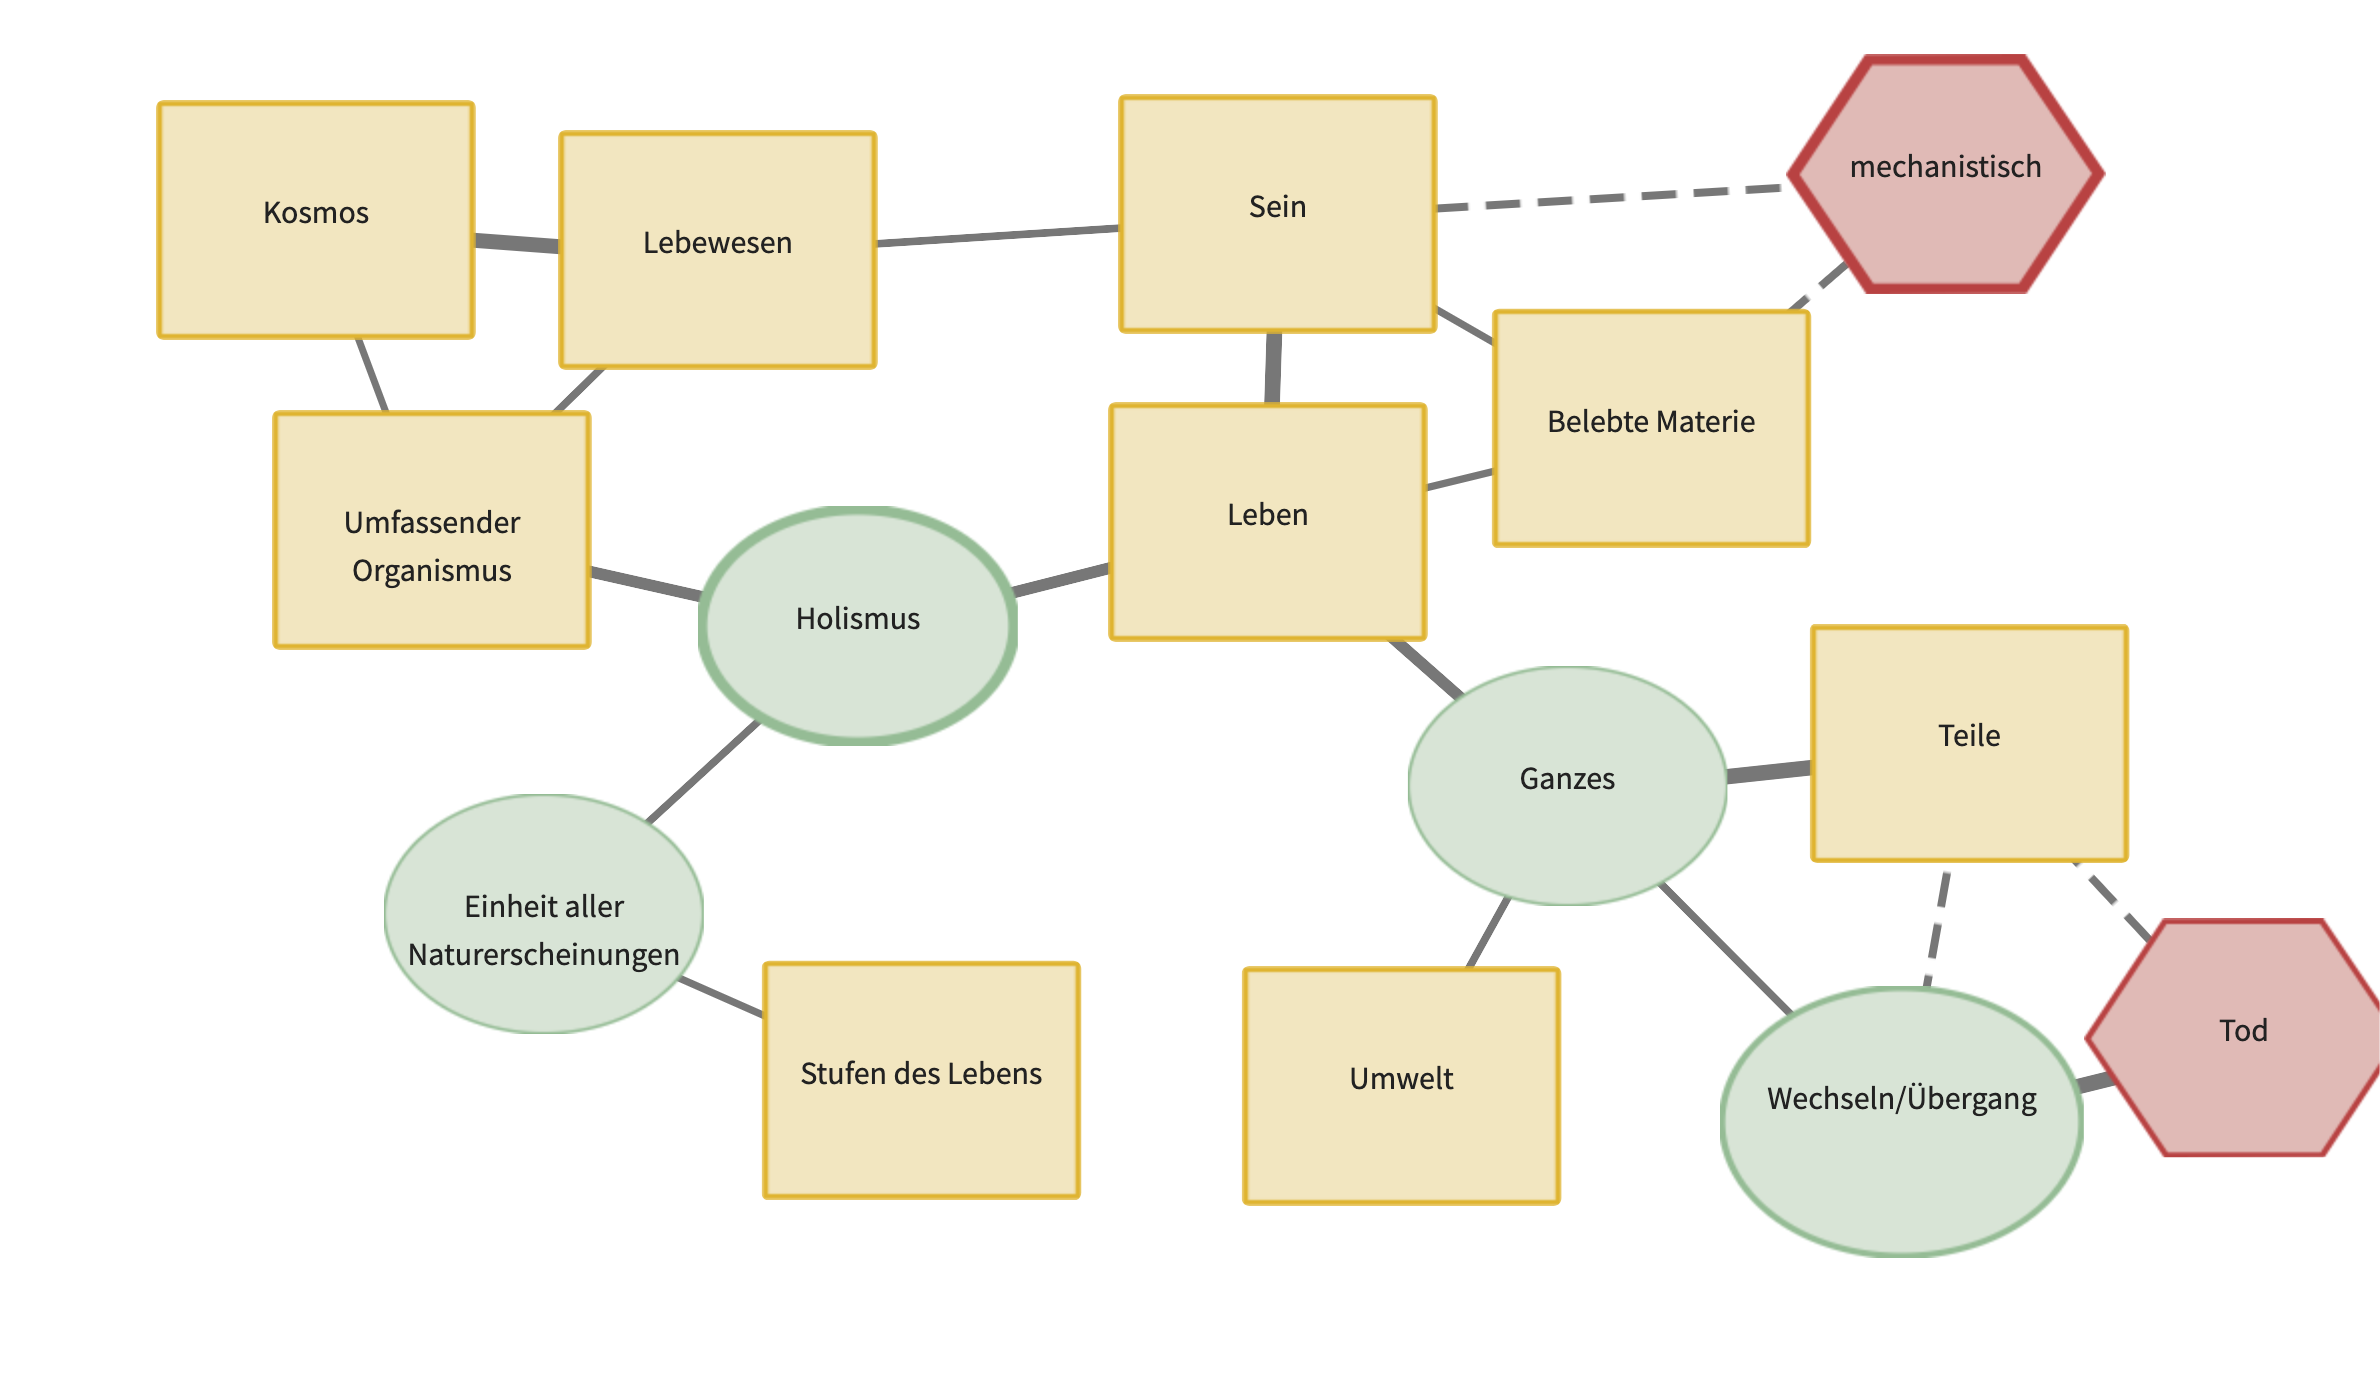 Kosmos
Lebewesen
Sein
mechanistisch
Umfassender
Organismus
Holismus
Leben
Belebte Materie
Einheit aller
Naturerscheinungen
Stufen des Lebens
Ganzes
Teile
Umwelt
Wechseln/Übergang
Tod